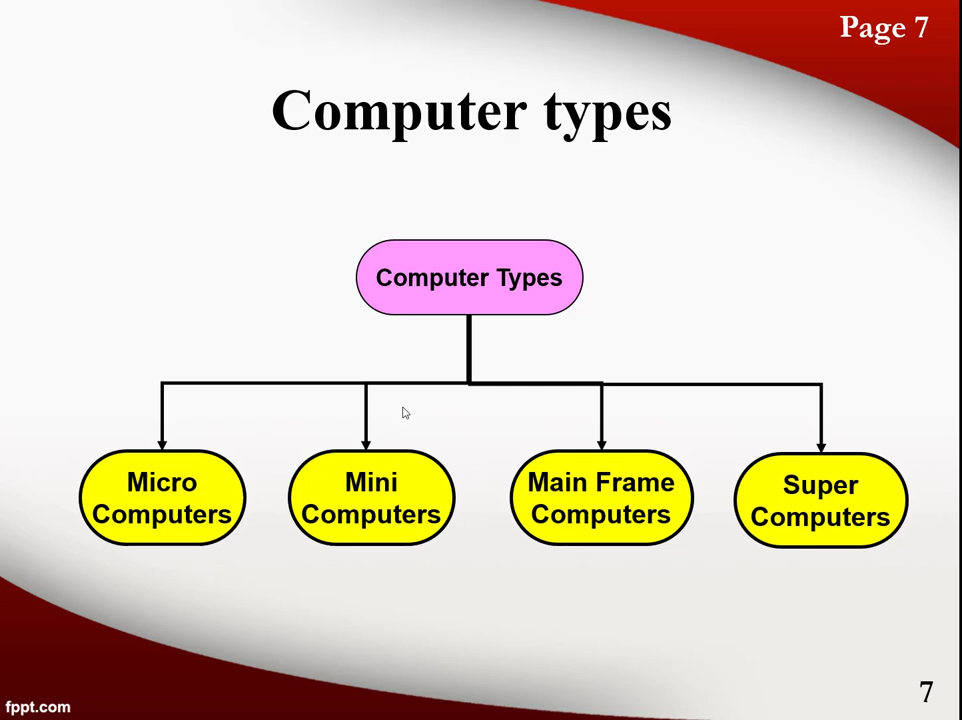 Page 7
Computer types
Computer Types
Micro
Computers
Mini
Computers
Main Frame
Computers
Super
Computers
7
fppt.com